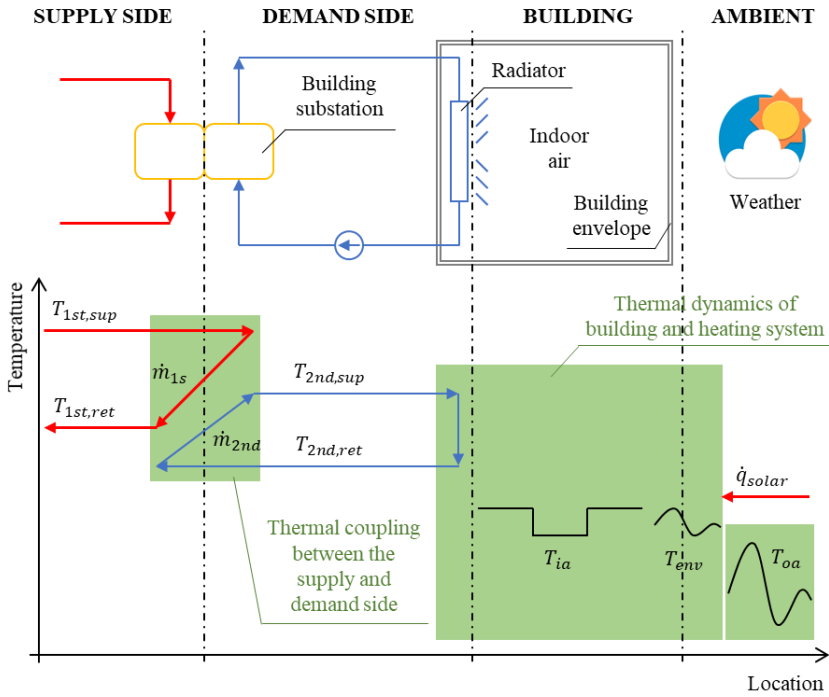 SUPPLY SIDE
DEMAND SIDE
BUILDING
AMBIENT
Building
substation
Radiator
Indoor
air
Building
envelope
Weather
Temperature
Thermal dynamics of
building and heating system
T₁ₛₜ,ₛᵤₚ
ṁ₁ₛ
T₂ₙd,ₛᵤₚ
T₁ₛₜ,ᵣₑₜ
ṁ₂ₙd
T₂ₙd,ᵣₑₜ
q̇ₛₒₗₐᵣ
Thermal coupling
between the
supply and
demand side
Tᵢₐ
Tₑₙᵥ
Tₒₐ
Location